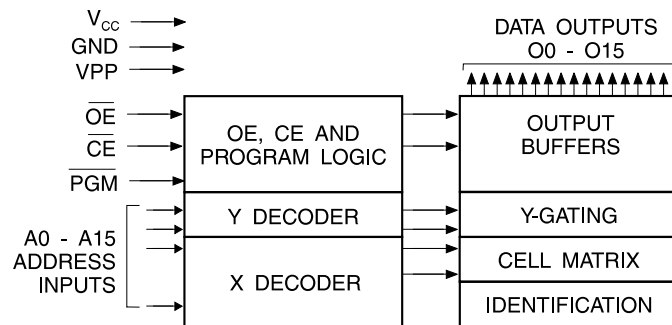 VCC
GND
VPP
OE
CE
PGM
A0 - A15
ADDRESS
INPUTS
OE, CE AND
PROGRAM LOGIC
Y DECODER
X DECODER
DATA OUTPUTS
O0 - O15
OUTPUT
BUFFERS
Y-GATING
CELL MATRIX
IDENTIFICATION